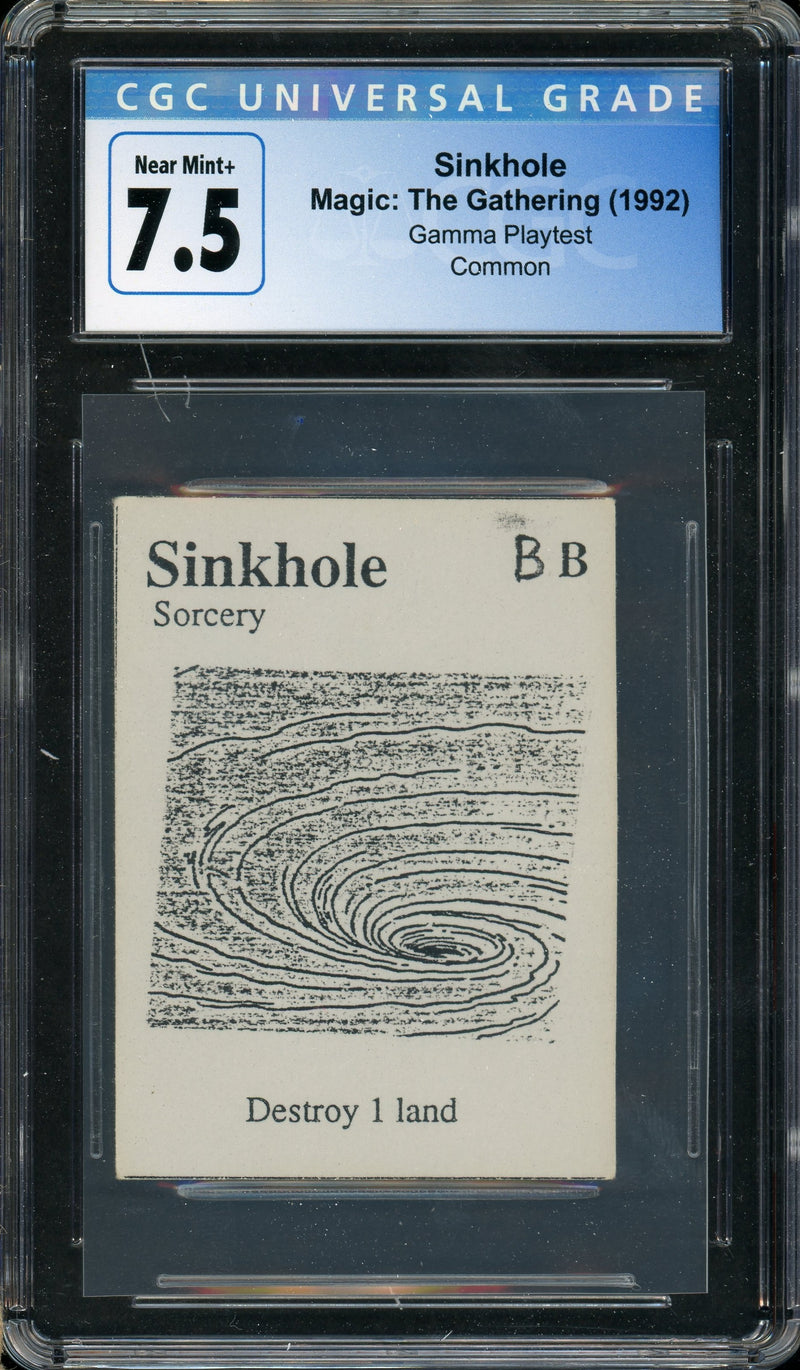 CGC UNIVERSAL GRADE
Near Mint+
7.5
Sinkhole
Magic: The Gathering (1992)
Gamma Playtest
Common
CGC
Sinkhole
B B
Sorcery
Destroy 1 land